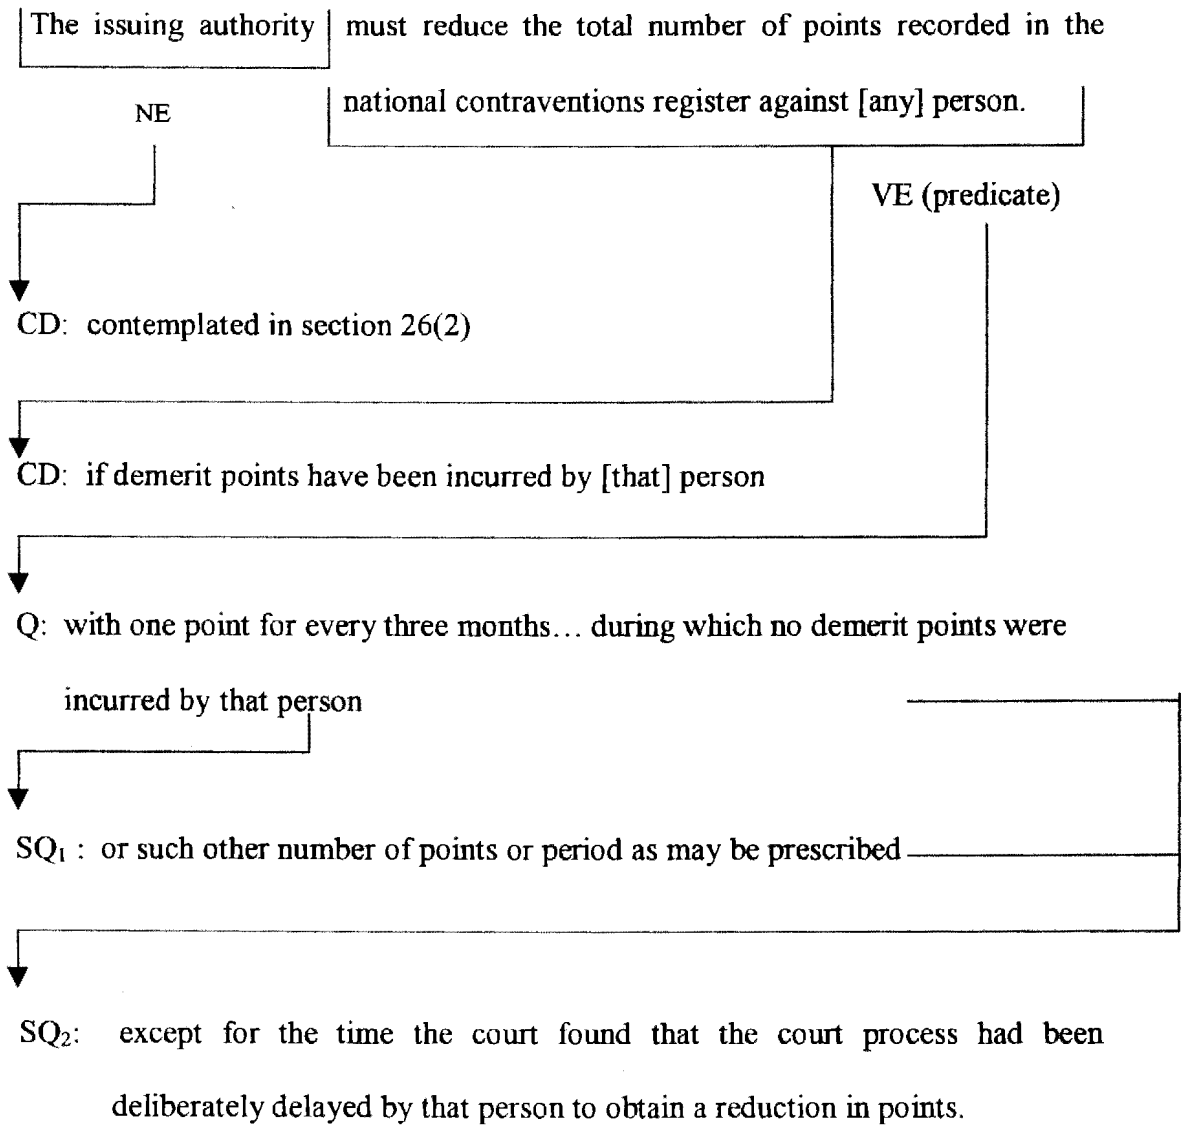 The issuing authority must reduce the total number of points recorded in the
national contraventions register against [any] person.
NE
VE (predicate)
CD: contemplated in section 26(2)
CD: if demerit points have been incurred by [that] person
Q: with one point for every three months... during which no demerit points were
incurred by that person
SQ₁ : or such other number of points or period as may be prescribed
SQ₂: except for the time the court found that the court process had been
deliberately delayed by that person to obtain a reduction in points.